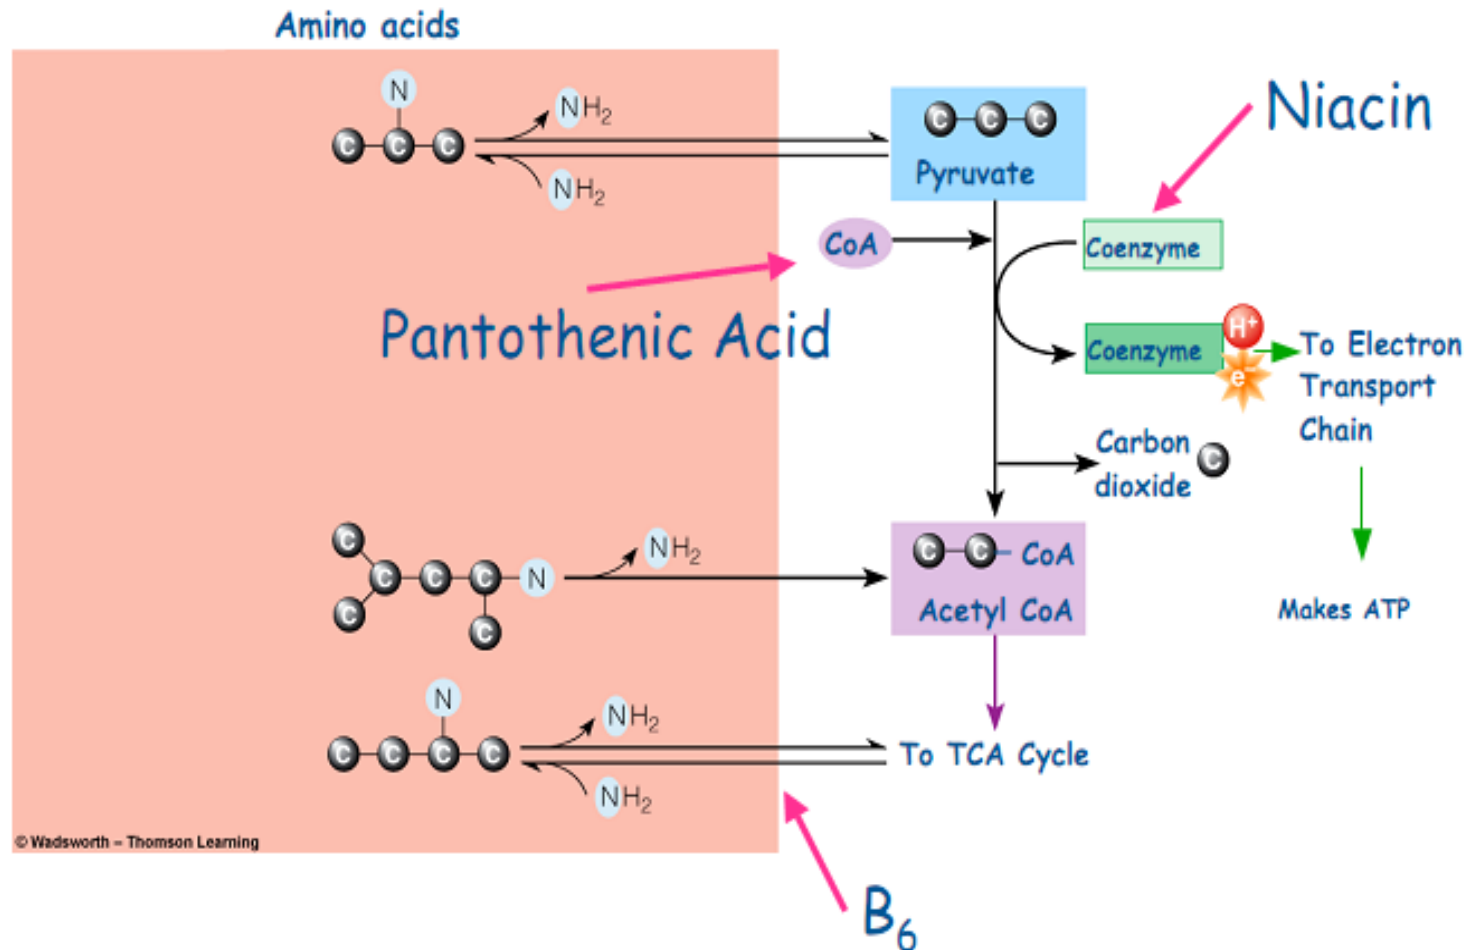 Amino acids
N
NH2
C C C
NH2
C C C
Pyruvate
Niacin
CoA
Coenzyme
Pantothenic Acid
Coenzyme
H+
e-
To Electron
Transport
Chain
Carbon
dioxide
C
Makes ATP
C
C C C N
C
C
NH2
C C CoA
Acetyl CoA
N
C C C C
NH2
NH2
To TCA Cycle
© Wadsworth – Thomson Learning
B6